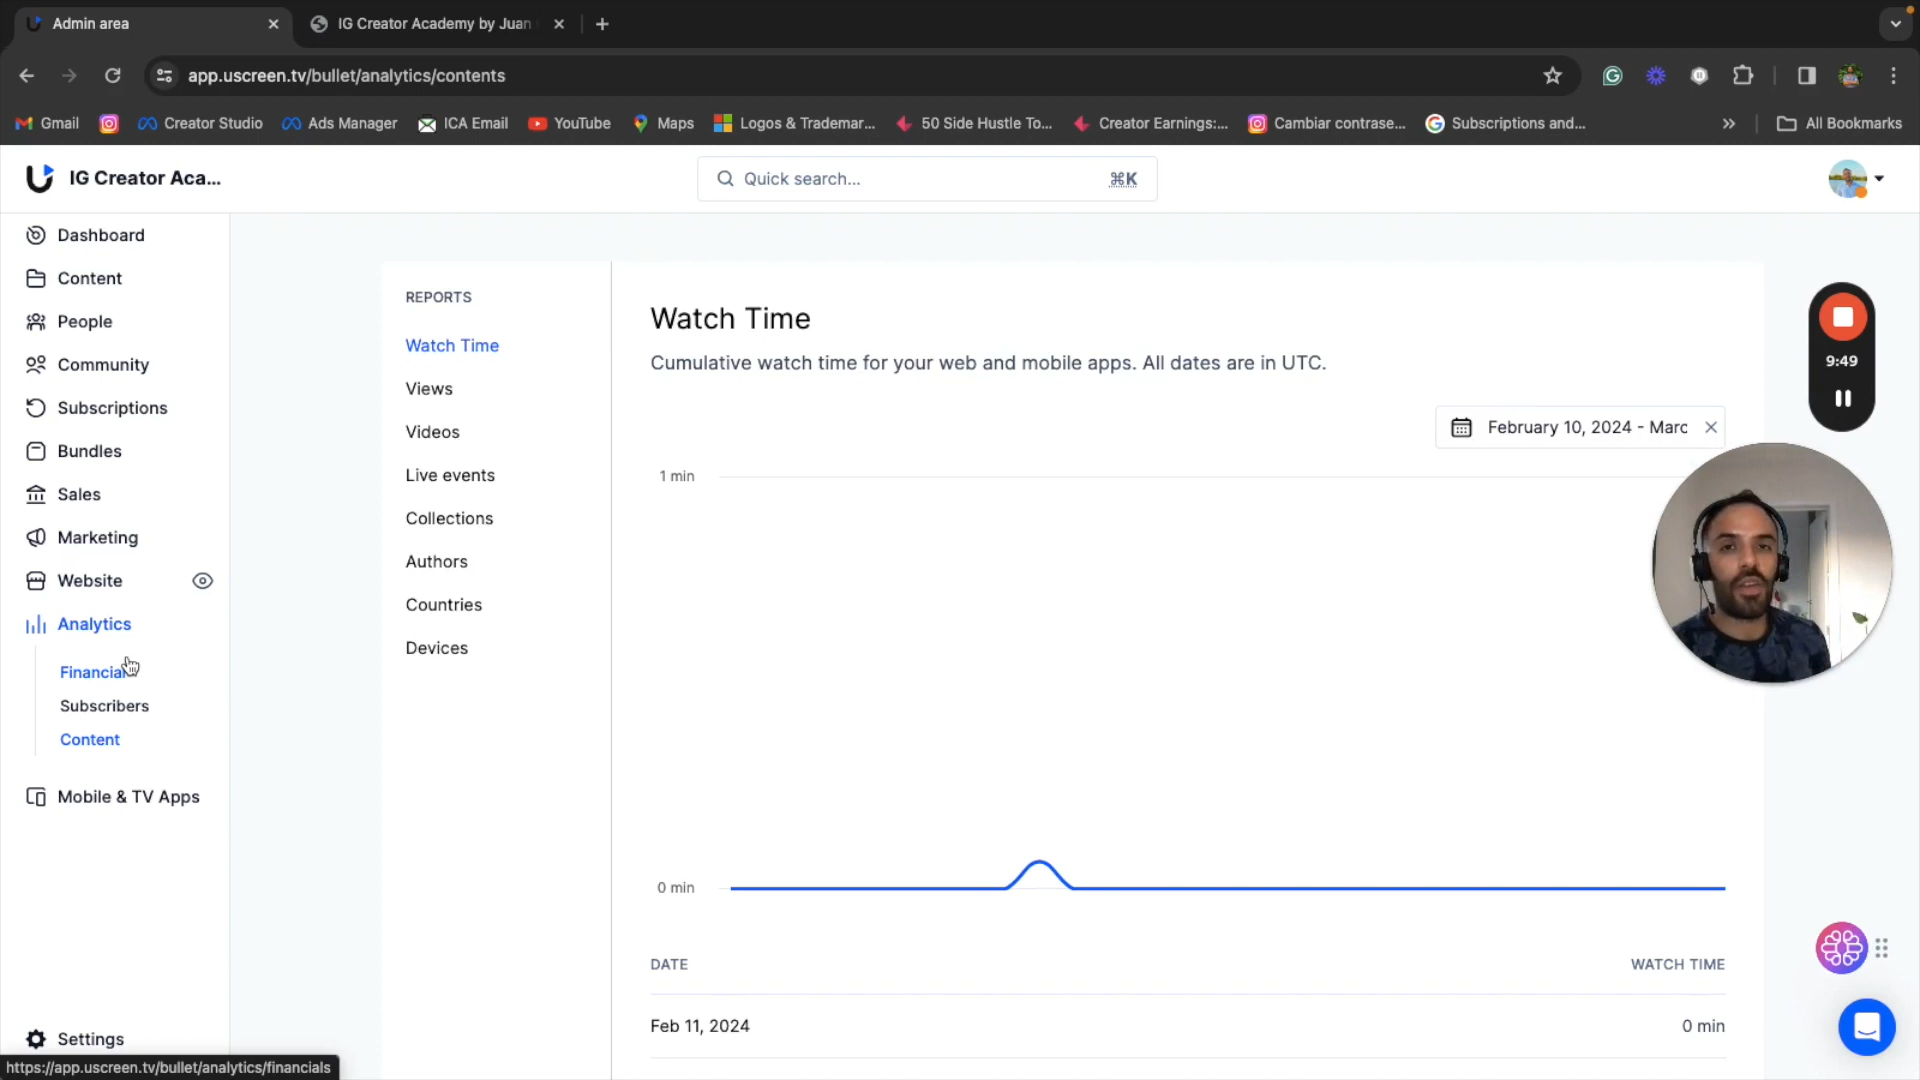 Admin area
IG Creator Academy by Juan
app.uscreen.tv/bullet/analytics/contents
Gmail
Creator Studio
Ads Manager
ICA Email
YouTube
Maps
Logos & Trademar...
50 Side Hustle To...
Creator Earnings:...
Cambiar contrase...
Subscriptions and...
All Bookmarks
IG Creator Aca...
Quick search...
⌘K
Dashboard
Content
People
Community
Subscriptions
Bundles
Sales
Marketing
Website
Analytics
Financial
Subscribers
Content
Mobile & TV Apps
Settings
https://app.uscreen.tv/bullet/analytics/financials
REPORTS
Watch Time
Views
Videos
Live events
Collections
Authors
Countries
Devices
Watch Time
Cumulative watch time for your web and mobile apps. All dates are in UTC.
February 10, 2024 - Marc
1 min
0 min
DATE
WATCH TIME
Feb 11, 2024
0 min
9:49